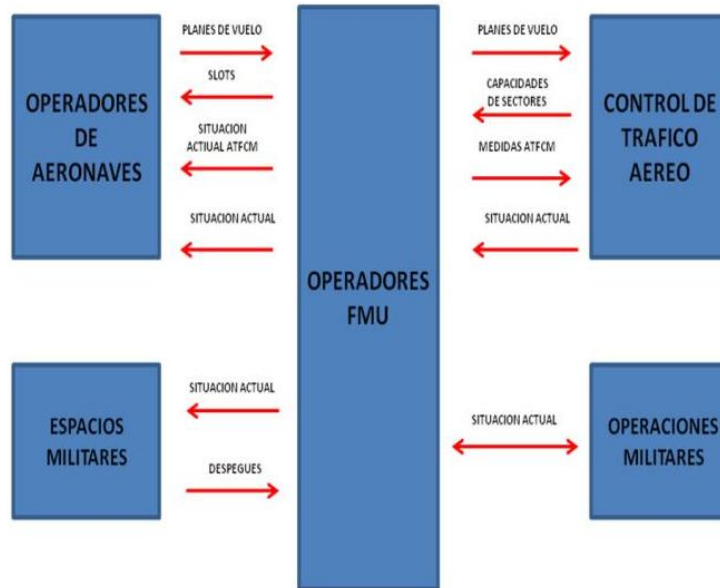 PLANES DE VUELO
SLOTS
SITUACION
ACTIUAL ATFCM
SITUACION ACTUAL
OPERADORES
DE
AERONAVES
OPERADORES
FMU
PLANES DE VUELO
CAPACIDADES
DE SECTORES
MEDIDAS ATFCM
SITUACION ACTUAL
CONTROL DE
TRAFICO
AEREO
ESPACIOS
MILITARES
SITUACION ACTUAL
DESPEGUES
SITUACION ACTUAL
OPERACIONES
MILITARES